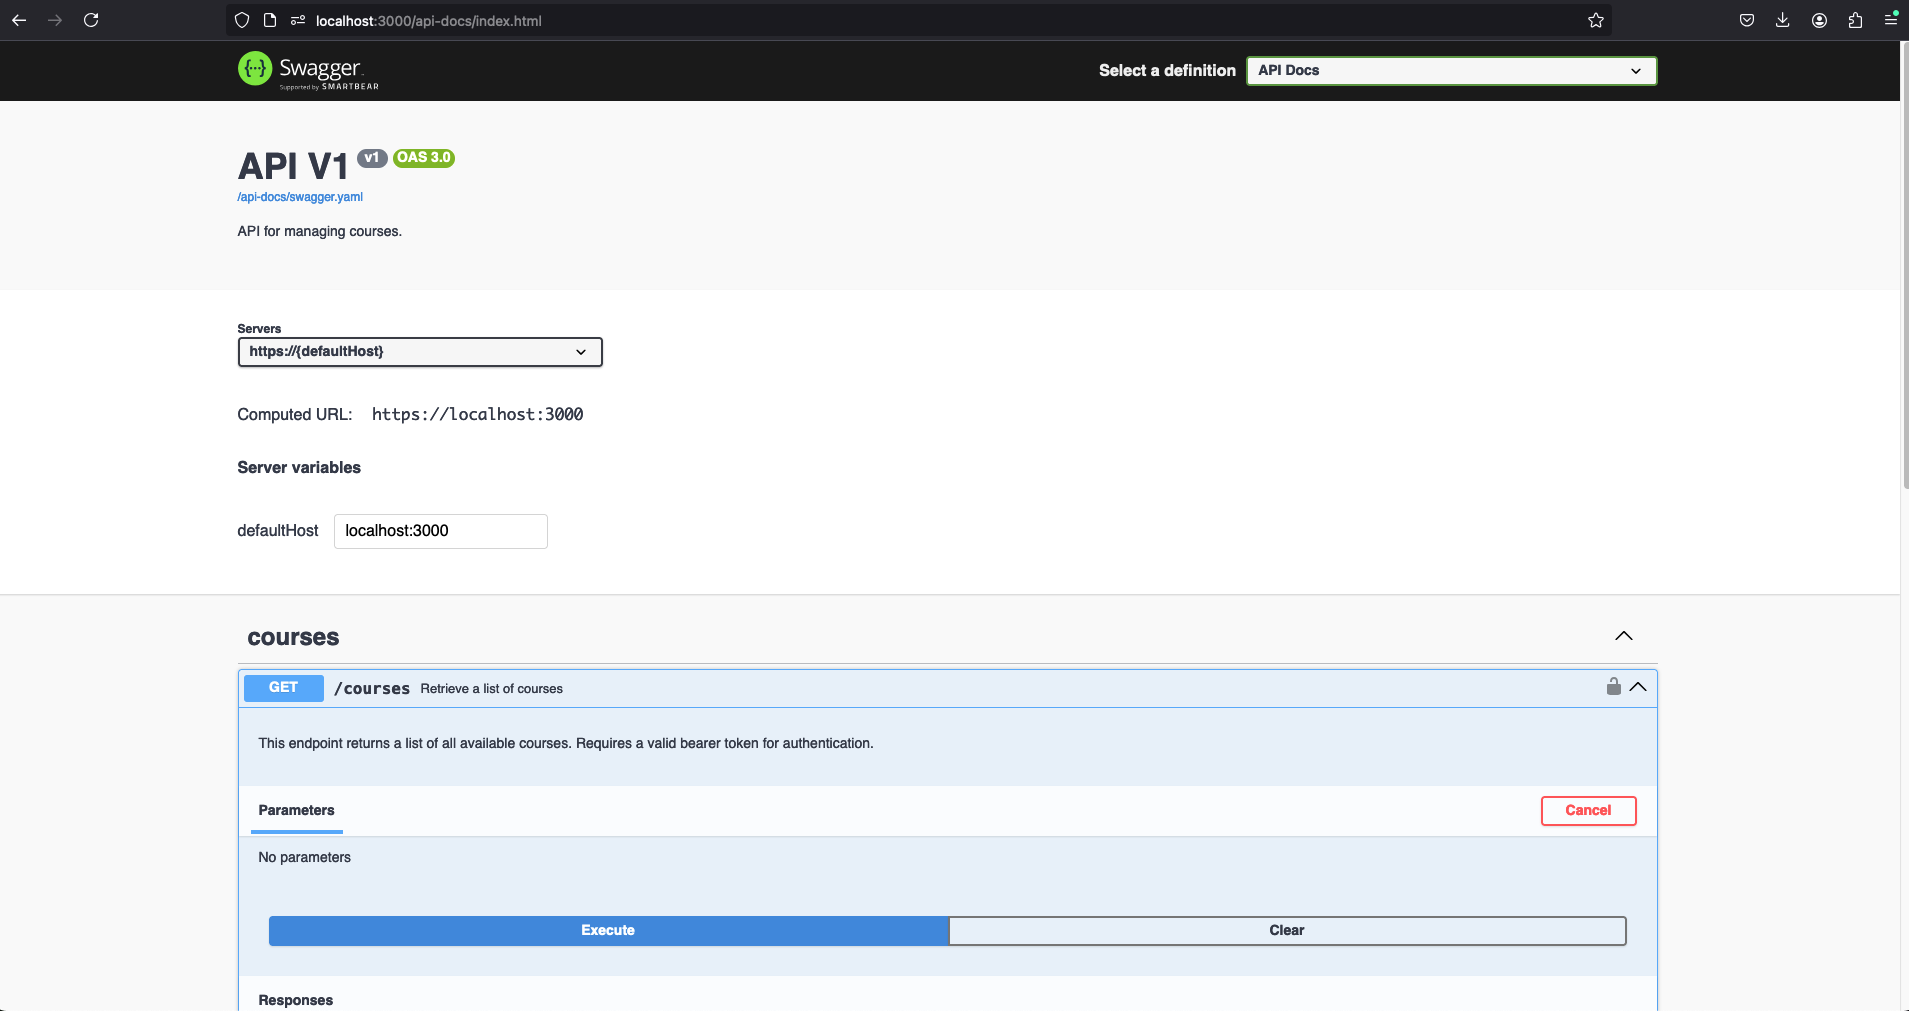 localhost:3000/api-docs/index.html
Swagger
Supported by SMARTBEAR
Select a definition
API Docs
API V1 v1 OAS 3.0
/api-docs/swagger.yaml
API for managing courses.
Servers
https://{defaultHost}
Computed URL: https://localhost:3000
Server variables
defaultHost localhost:3000
courses
GET /courses Retrieve a list of courses
This endpoint returns a list of all available courses. Requires a valid bearer token for authentication.
Parameters
Cancel
No parameters
Execute
Clear
Responses